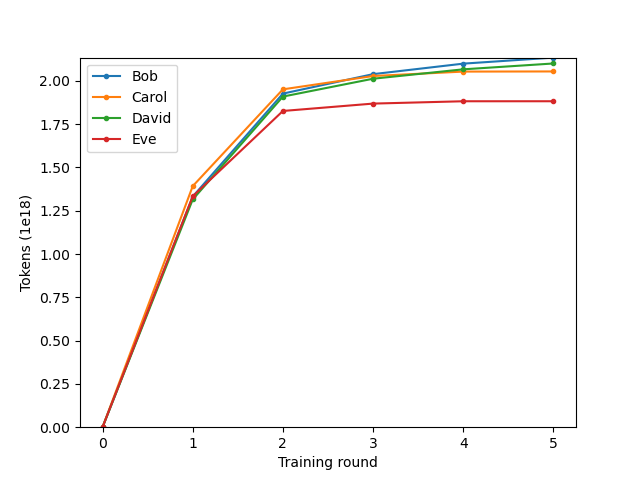 Bob
Carol
David
Eve
2.00
1.75
1.50
1.25
1.00
0.75
0.50
0.25
0.00
Tokens (1e18)
0 1 2 3 4 5
Training round